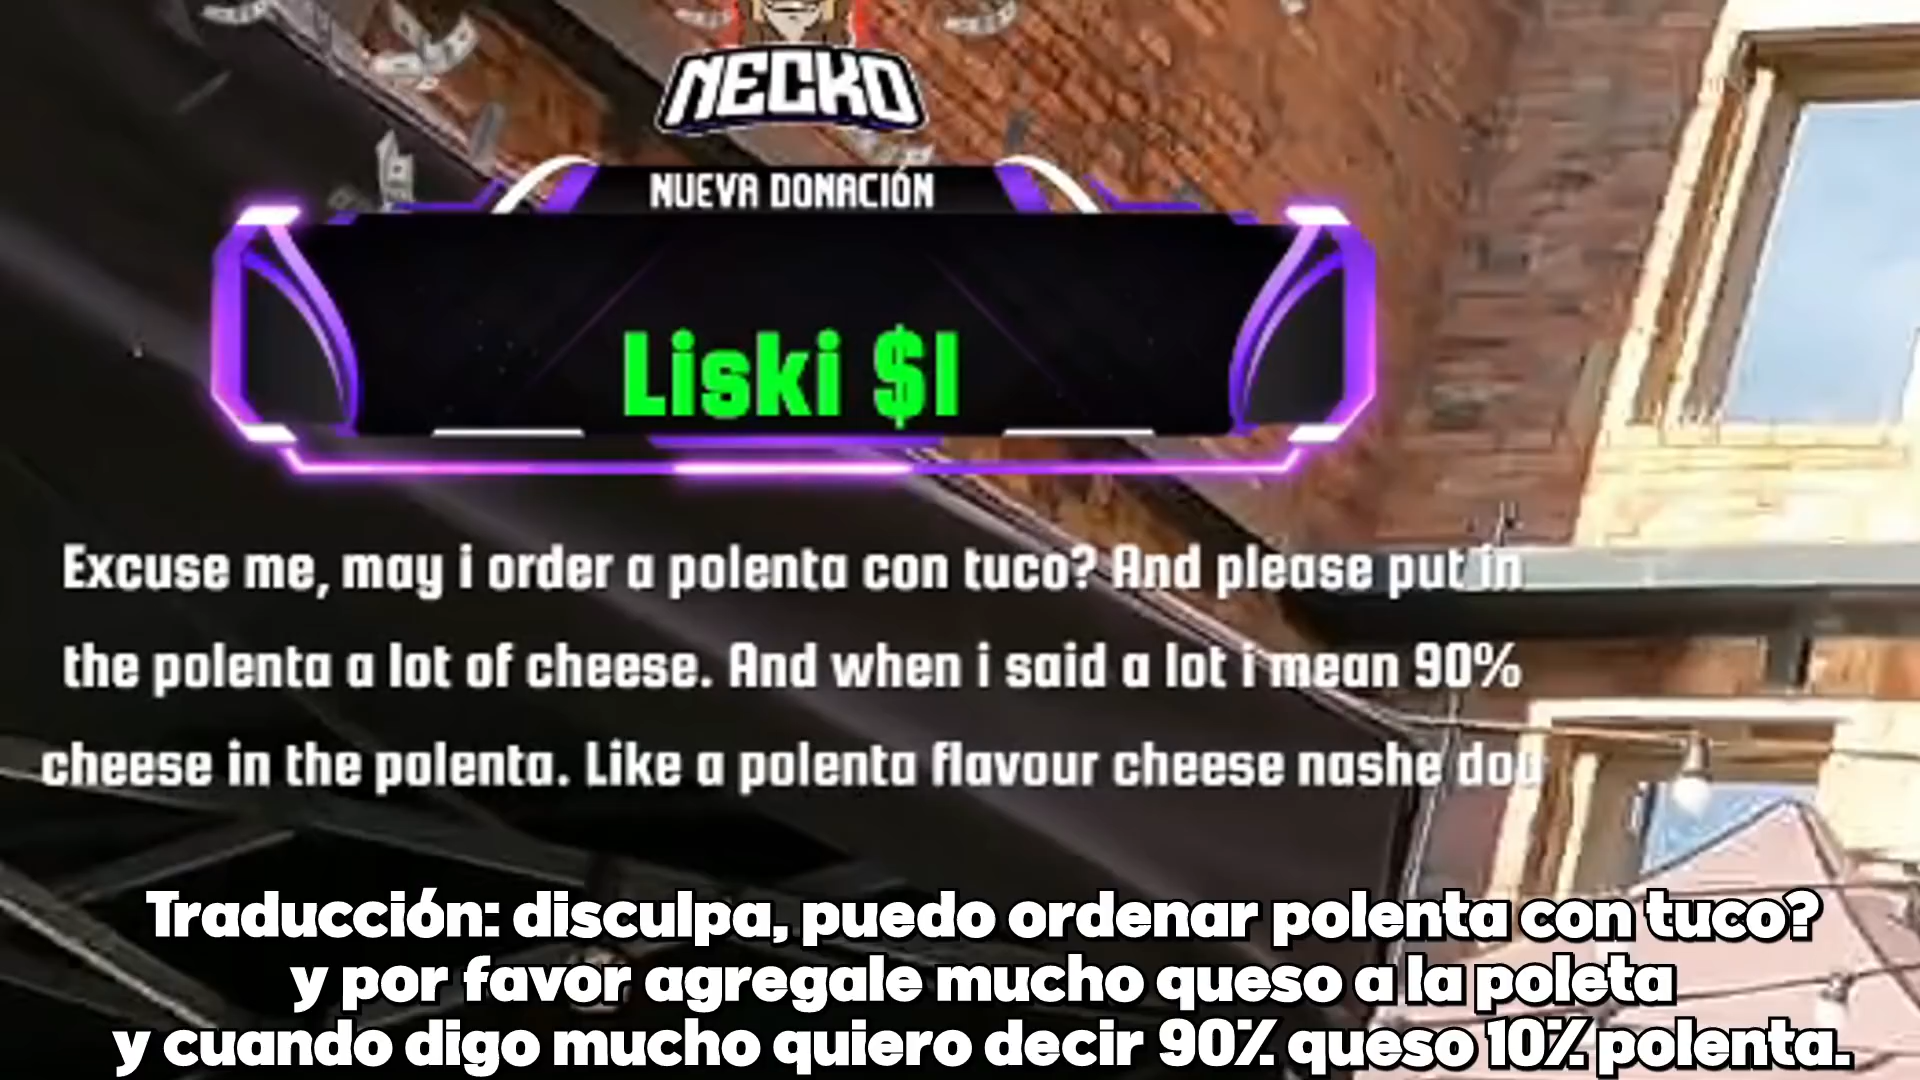 NECKO
NUEVA DONACIÓN
Liski $1
Excuse me, may i order a polenta con tuco? And please put in
the polenta a lot of cheese. And when i said a lot i mean 90%
cheese in the polenta. Like a polenta flavour cheese nashe dou
Traducción: disculpa, puedo ordenar polenta con tuco?
y por favor agregale mucho queso a la poleta
y cuando digo mucho quiero decir 90% queso 10% polenta.